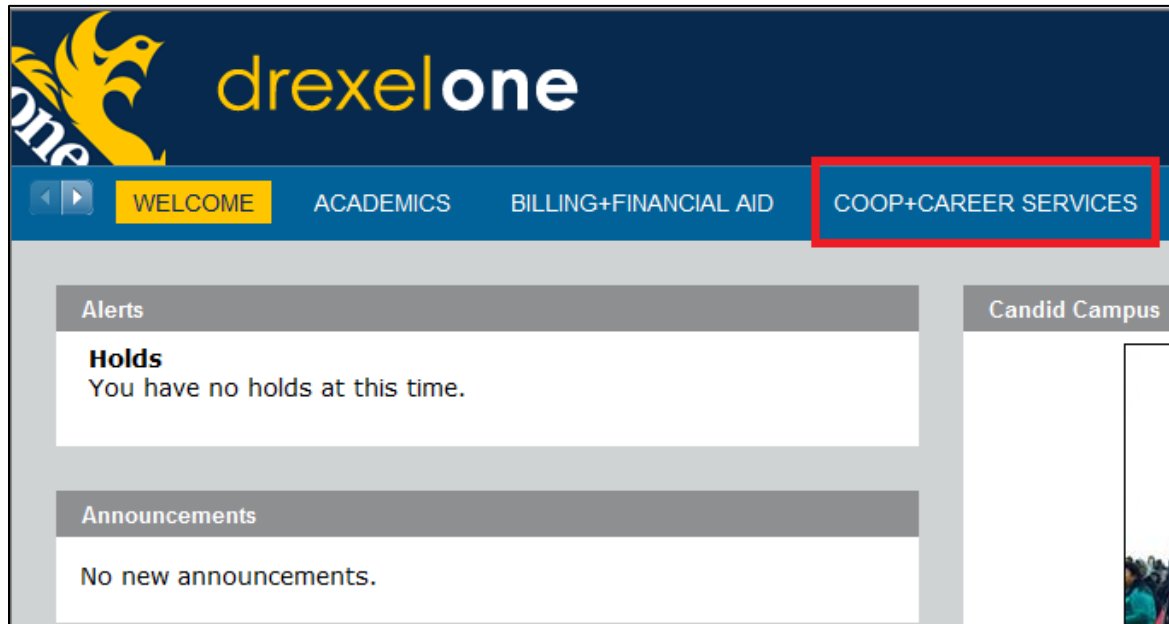 one
drexelone
WELCOME ACADEMICS BILLING+FINANCIAL AID COOP+CAREER SERVICES
Alerts
Holds
You have no holds at this time.
Announcements
No new announcements.
Candid Campus